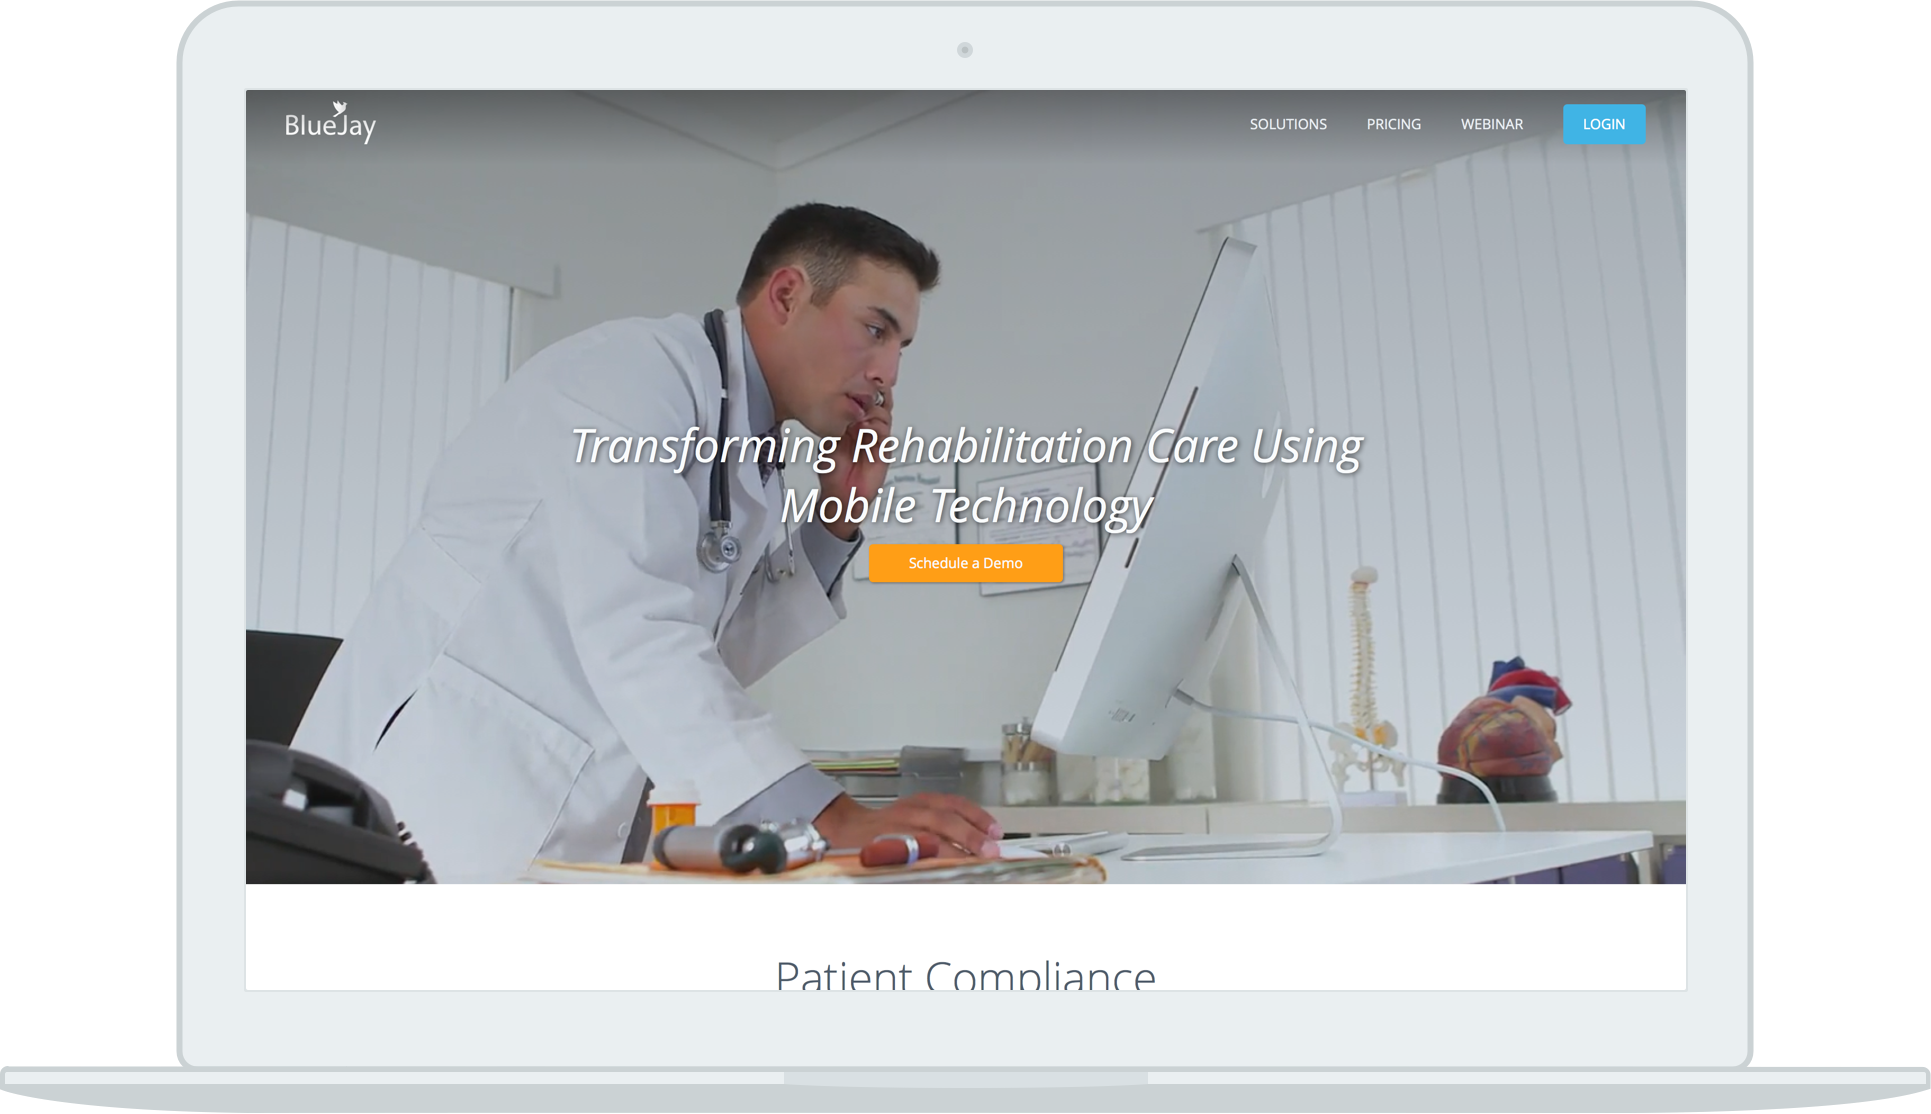 BlueJay
SOLUTIONS
PRICING
WEBINAR
LOGIN
Transforming Rehabilitation Care Using
Mobile Technology
Schedule a Demo
Patient Compliance